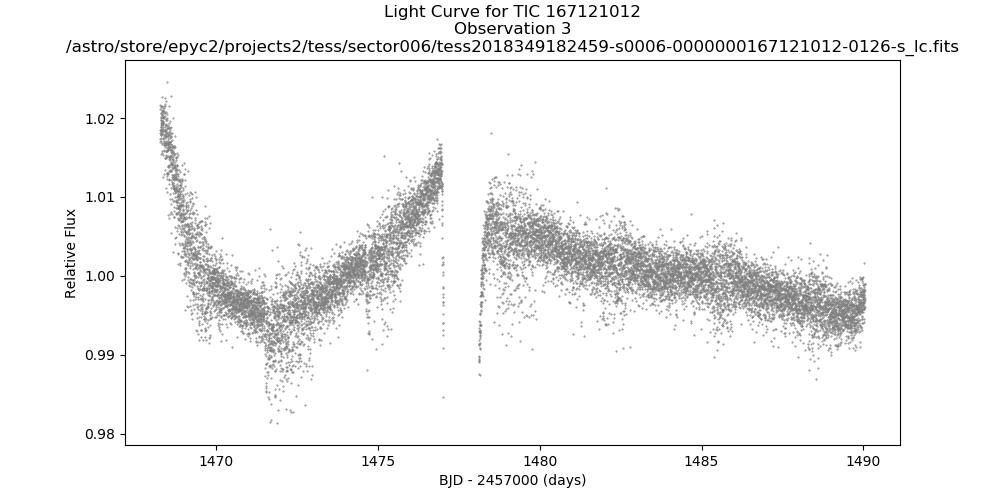 Light Curve for TIC 167121012
Observation 3
/astro/store/epyc2/projects2/tess/sector006/tess2018349182459-s0006-0000000167121012-0126-s_lc.fits
1.02
1.01
1.00
0.99
0.98
Relative Flux
1470
1475
1480
1485
1490
BJD - 2457000 (days)